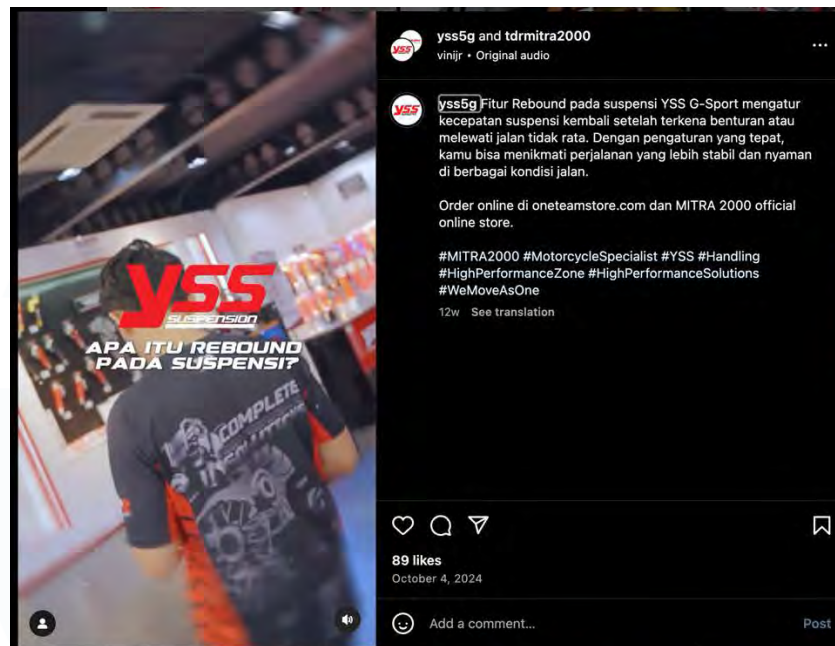 YSS
SUSPENSION
APA ITU REBOUND
PADA SUSPENSI?
COMPLETE
yss5g and tdrmitra2000
vinijr • Original audio
yss5g Fitur Rebound pada suspensi YSS G-Sport mengatur
kecepatan suspensi kembali setelah terkena benturan atau
melewati jalan tidak rata. Dengan pengaturan yang tepat,
kamu bisa menikmati perjalanan yang lebih stabil dan nyaman
di berbagai kondisi jalan.
Order online di oneteamstore.com dan MITRA 2000 official
online store.
#MITRA2000 #MotorcycleSpecialist #YSS #Handling
#HighPerformanceZone #HighPerformanceSolutions
#WeMoveAsOne
12w See translation
89 likes
October 4, 2024
Add a comment...
Post